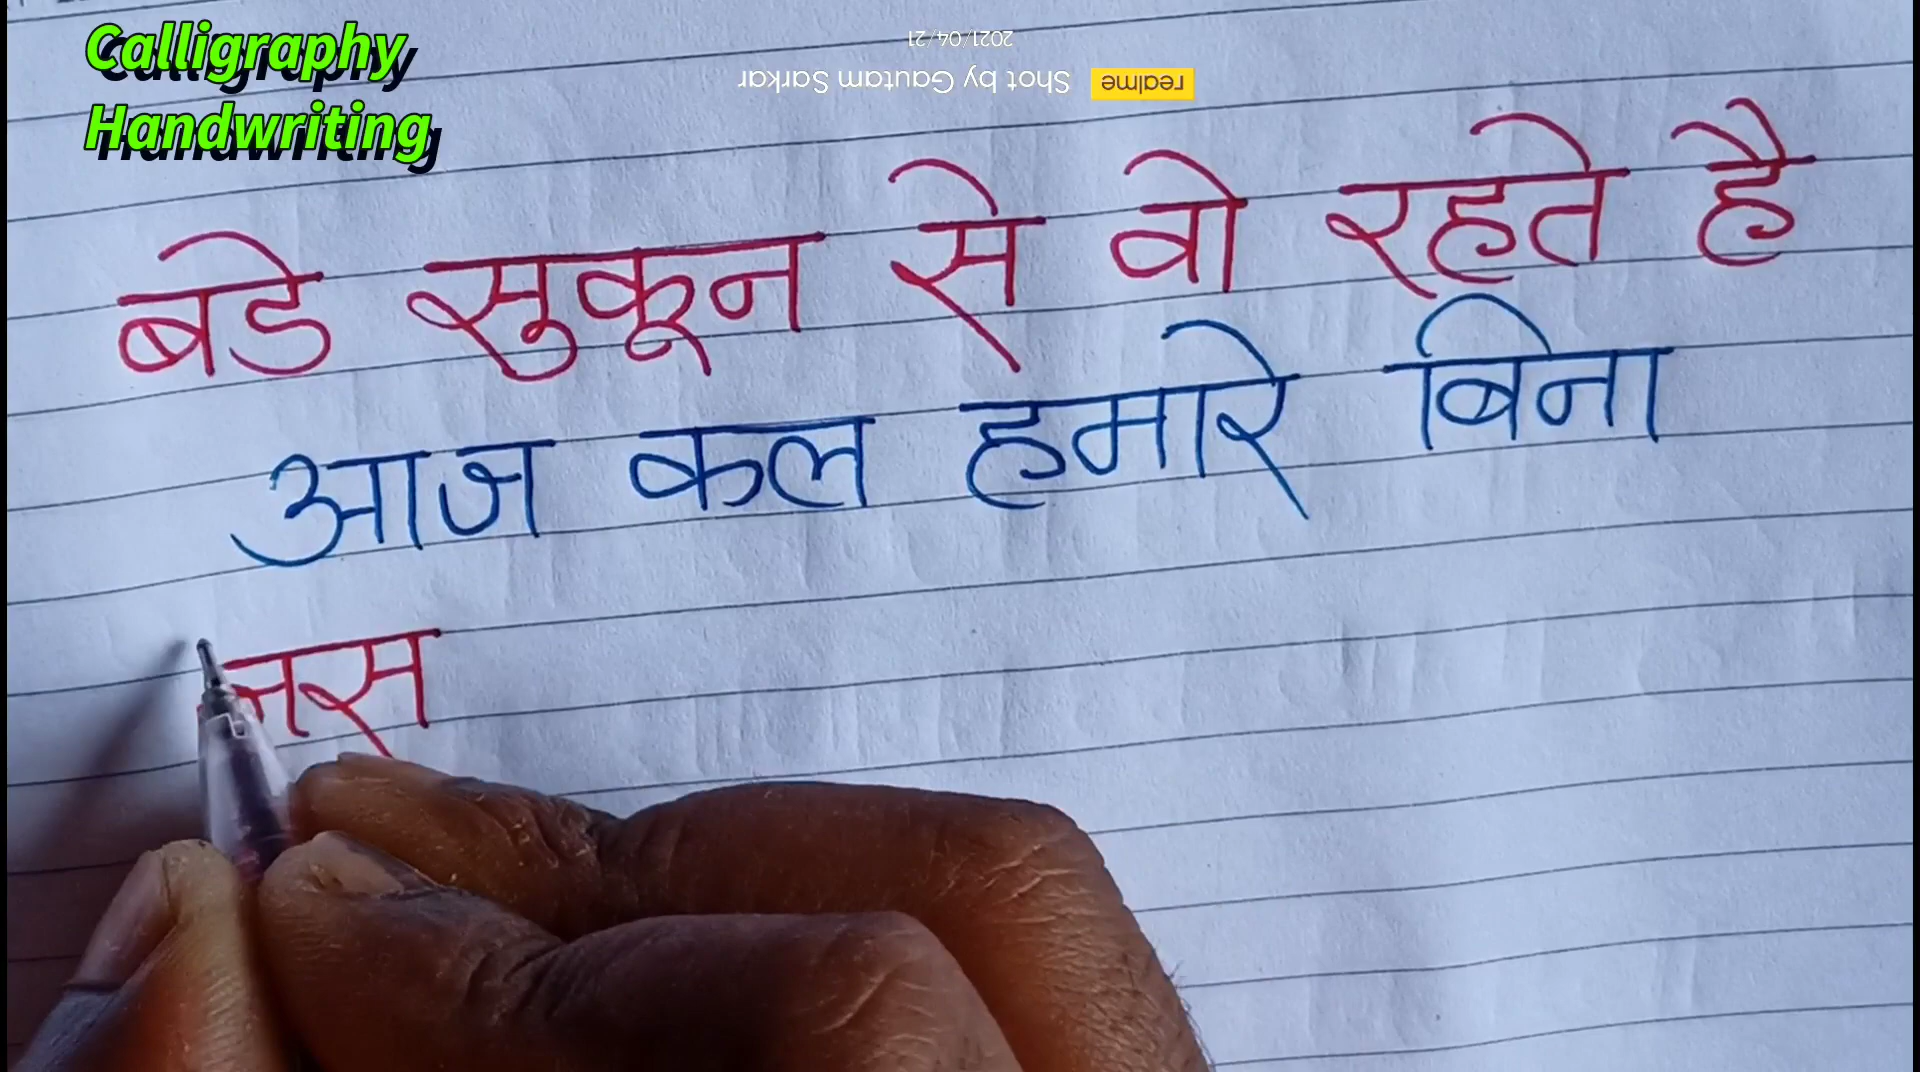 Calligraphy
Handwriting
2021/04/21
realme Shot by Gautam Sarkar
बडे सुकून से वो रहते है
आज कल हमारे बिना